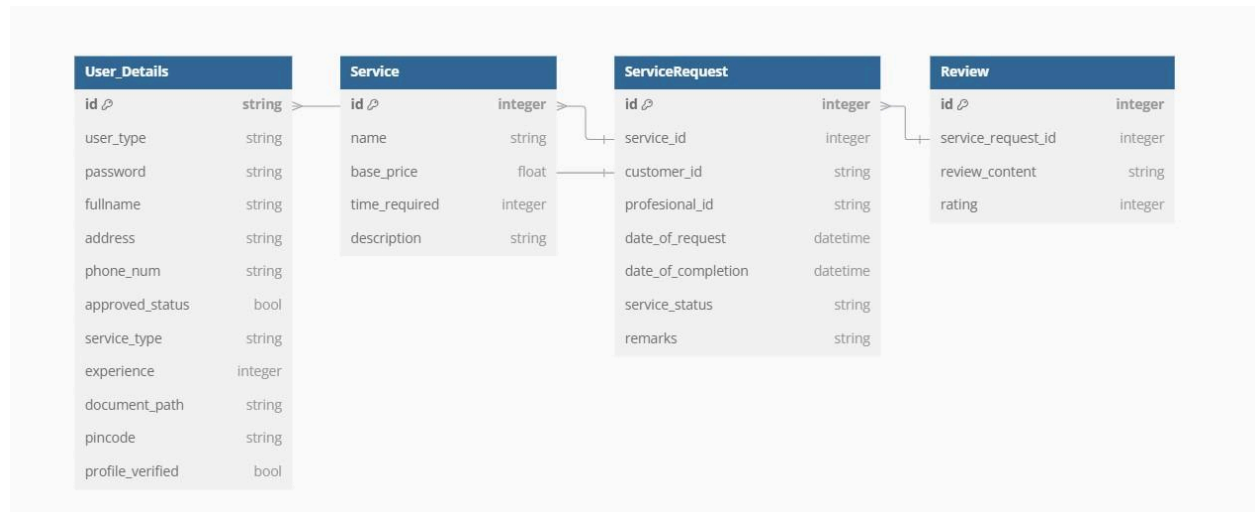 User_Details
id string
user_type string
password string
fullname string
address string
phone_num string
approved_status bool
service_type string
experience integer
document_path string
pincode string
profile_verified bool
Service
id integer
name string
base_price float
time_required integer
description string
ServiceRequest
id integer
service_id integer
customer_id string
profesional_id string
date_of_request datetime
date_of_completion datetime
service_status string
remarks string
Review
id integer
service_request_id integer
review_content string
rating integer